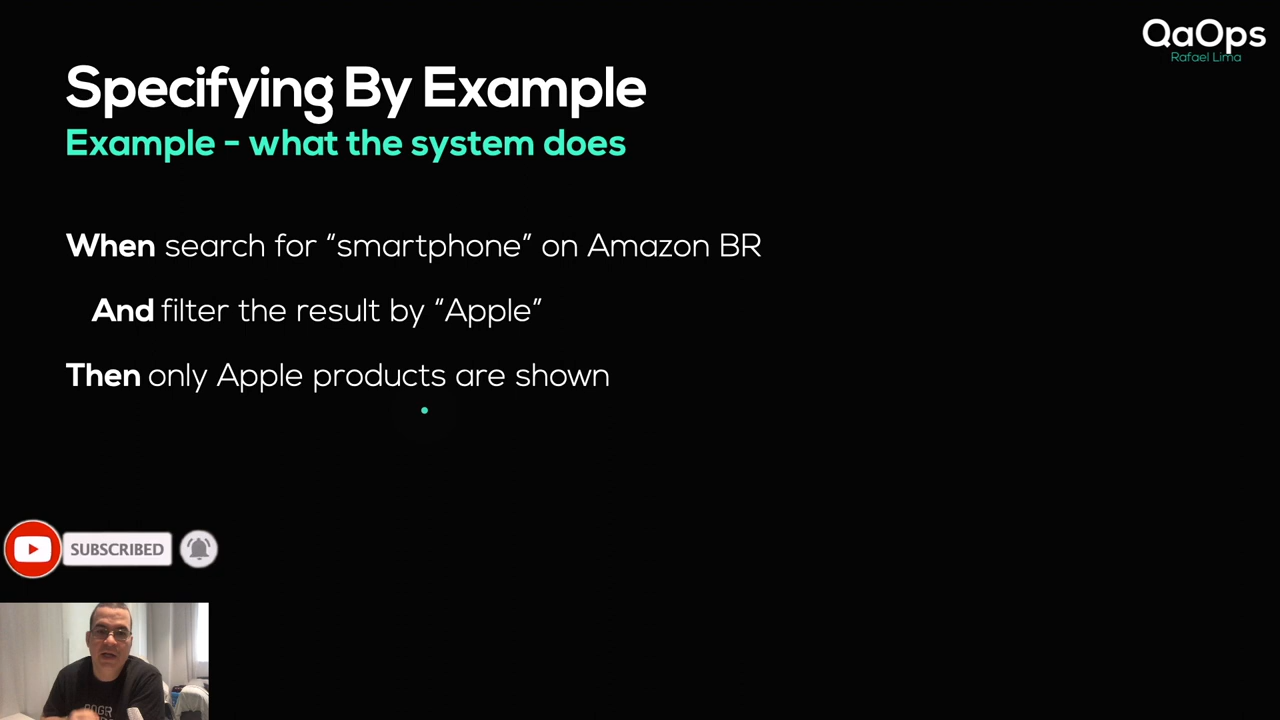 QaOps
Rafael Lima
Specifying By Example
Example - what the system does
When search for “smartphone” on Amazon BR
And filter the result by “Apple”
Then only Apple products are shown
SUBSCRIBED